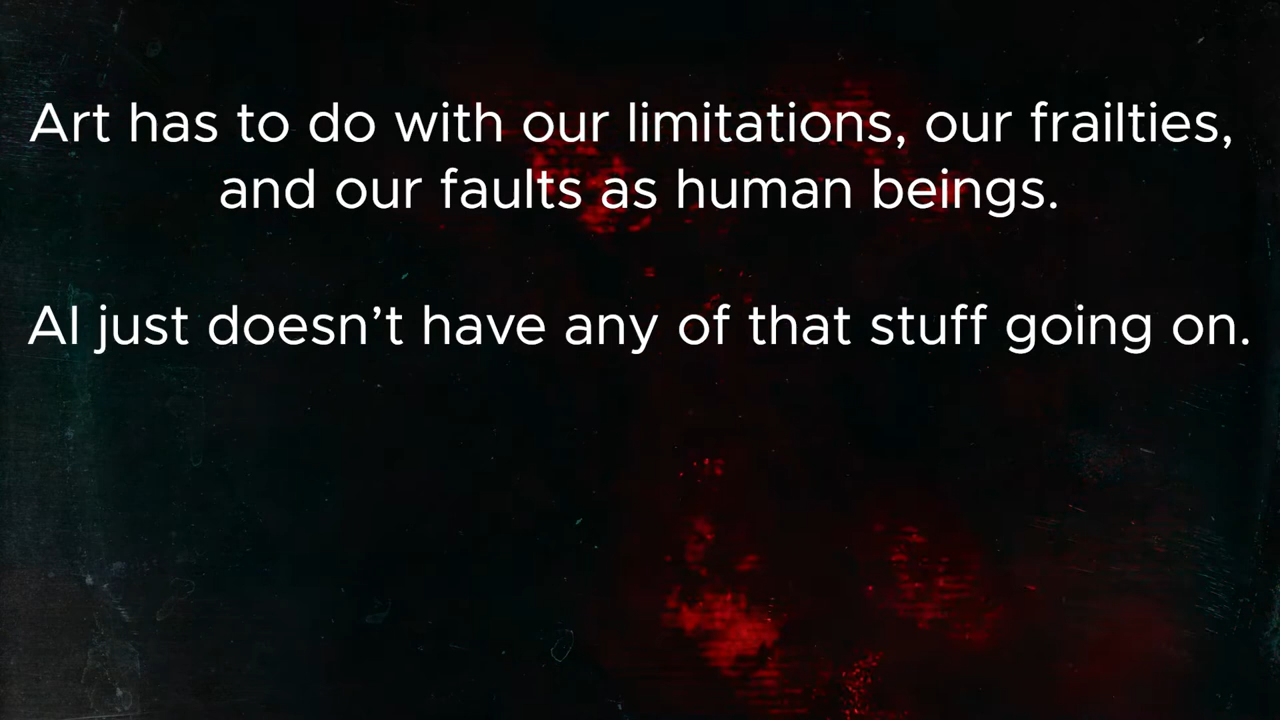 Art has to do with our limitations, our frailties,
and our faults as human beings.
AI just doesn’t have any of that stuff going on.